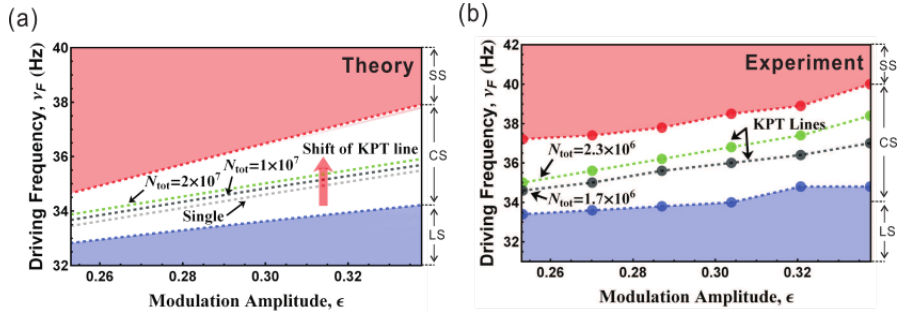 (a)
Driving Frequency, ν_F (Hz)
40
38
36
34
32
Theory
Shift of KPT line
N_tot=2×10^7
N_tot=1×10^7
Single
SS
CS
LS
0.26
0.28
0.30
0.32
Modulation Amplitude, ϵ
(b)
Driving Frequency, ν_F (Hz)
42
40
38
36
34
32
Experiment
KPT Lines
N_tot=2.3×10^6
N_tot=1.7×10^6
SS
CS
LS
0.26
0.28
0.30
0.32
Modulation Amplitude, ϵ